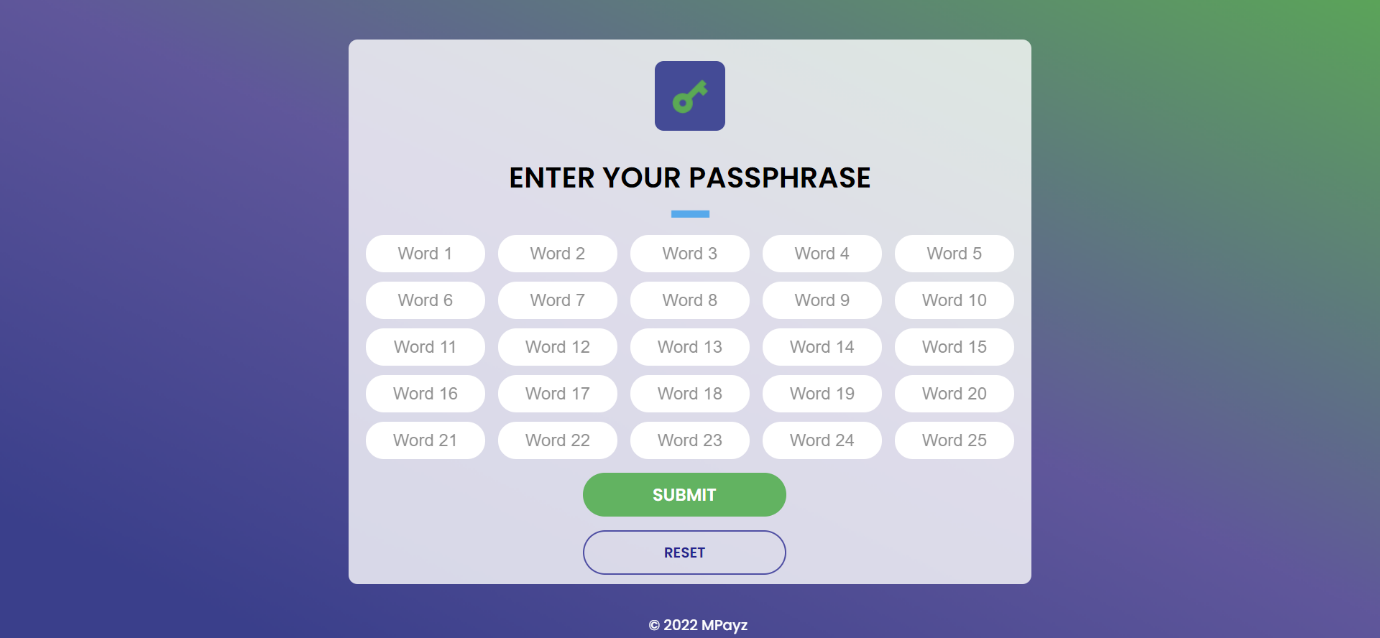 ENTER YOUR PASSPHRASE
Word 1 Word 2 Word 3 Word 4 Word 5
Word 6 Word 7 Word 8 Word 9 Word 10
Word 11 Word 12 Word 13 Word 14 Word 15
Word 16 Word 17 Word 18 Word 19 Word 20
Word 21 Word 22 Word 23 Word 24 Word 25
SUBMIT
RESET
© 2022 MPayz